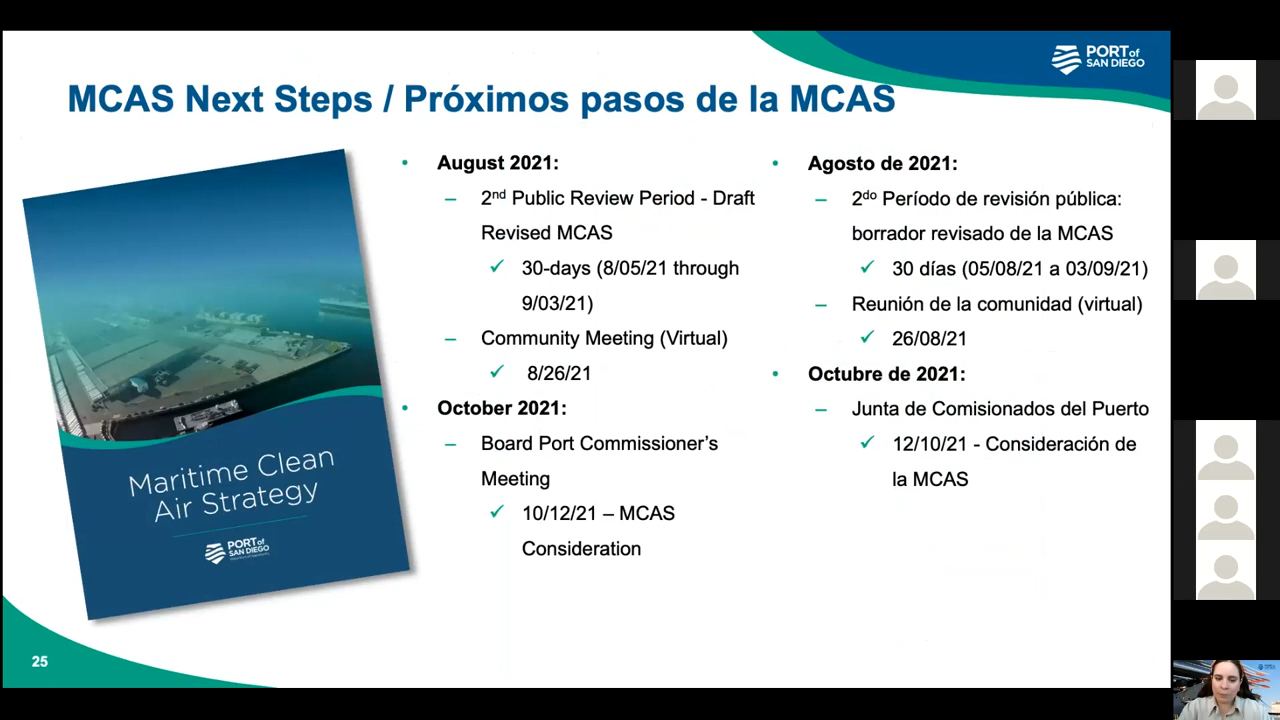 PORT of
SAN DIEGO
MCAS Next Steps / Próximos pasos de la MCAS
• August 2021:
– 2nd Public Review Period - Draft
Revised MCAS
✓ 30-days (8/05/21 through
9/03/21)
– Community Meeting (Virtual)
✓ 8/26/21
• October 2021:
– Board Port Commissioner’s
Meeting
✓ 10/12/21 – MCAS
Consideration
• Agosto de 2021:
– 2do Período de revisión pública:
borrador revisado de la MCAS
✓ 30 días (05/08/21 a 03/09/21)
– Reunión de la comunidad (virtual)
✓ 26/08/21
• Octubre de 2021:
– Junta de Comisionados del Puerto
✓ 12/10/21 - Consideración de
la MCAS
Maritime Clean
Air Strategy
PORT of
SAN DIEGO
25